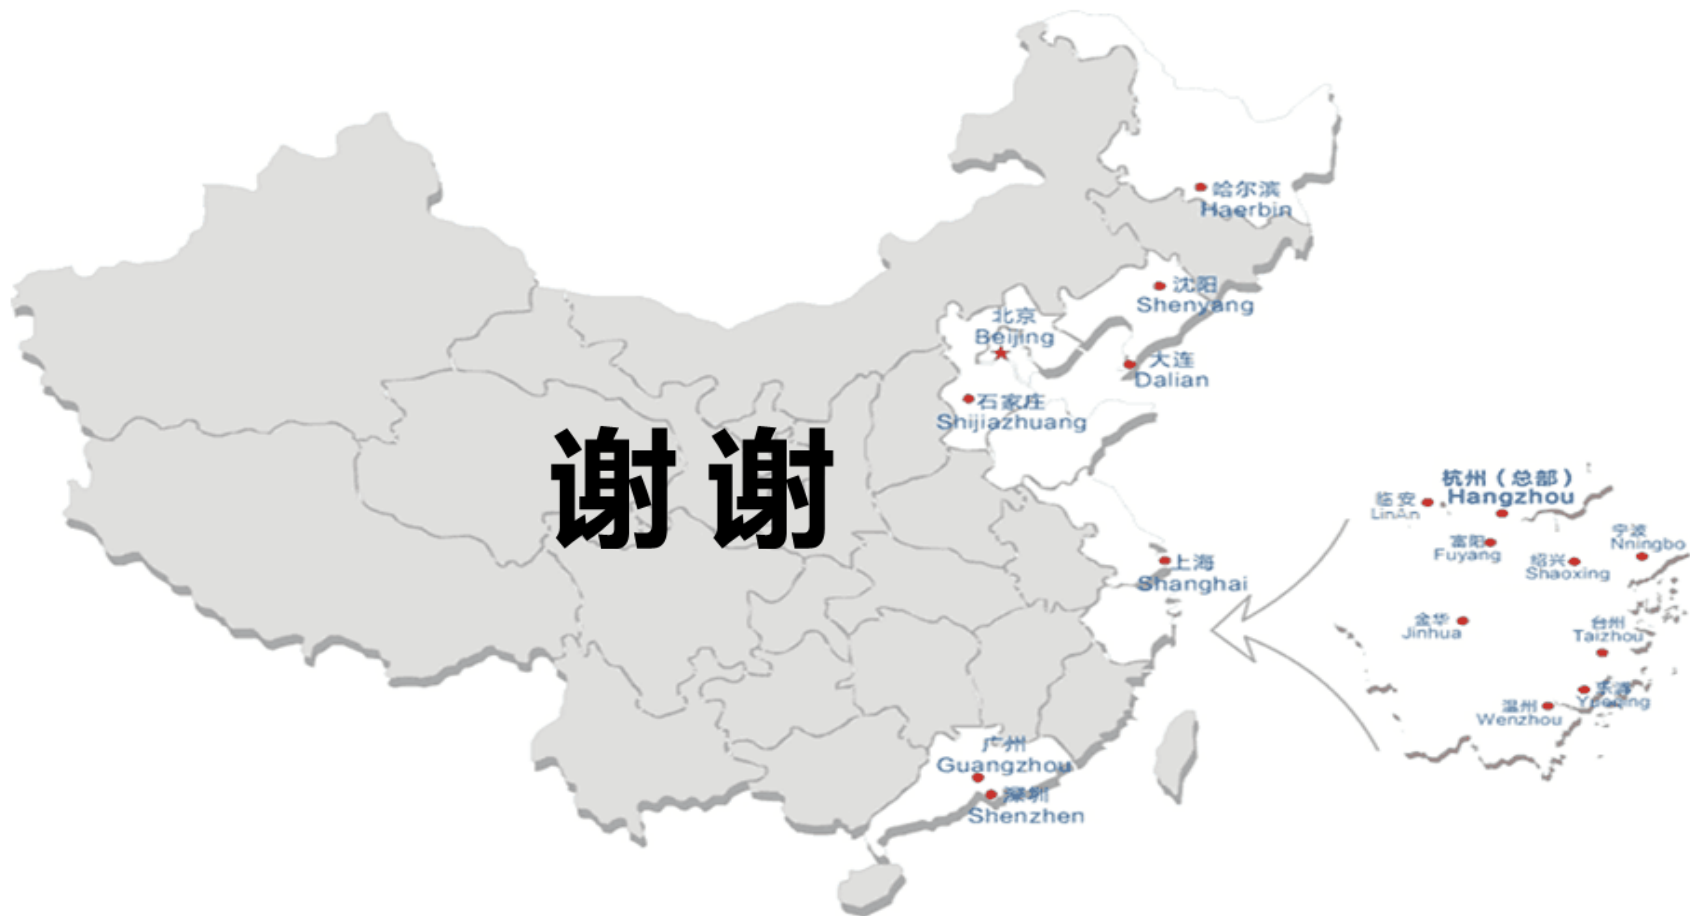 哈尔滨
Haerbin
沈阳
Shenyang
北京
Beijing
大连
Dalian
石家庄
Shijiazhuang
谢谢
上海
Shanghai
广州
Guangzhou
深圳
Shenzhen
杭州（总部）
Hangzhou
临安
LinAn
富阳
Fuyang
绍兴
Shaoxing
宁波
Nningbo
金华
Jinhua
台州
Taizhou
温州
Wenzhou